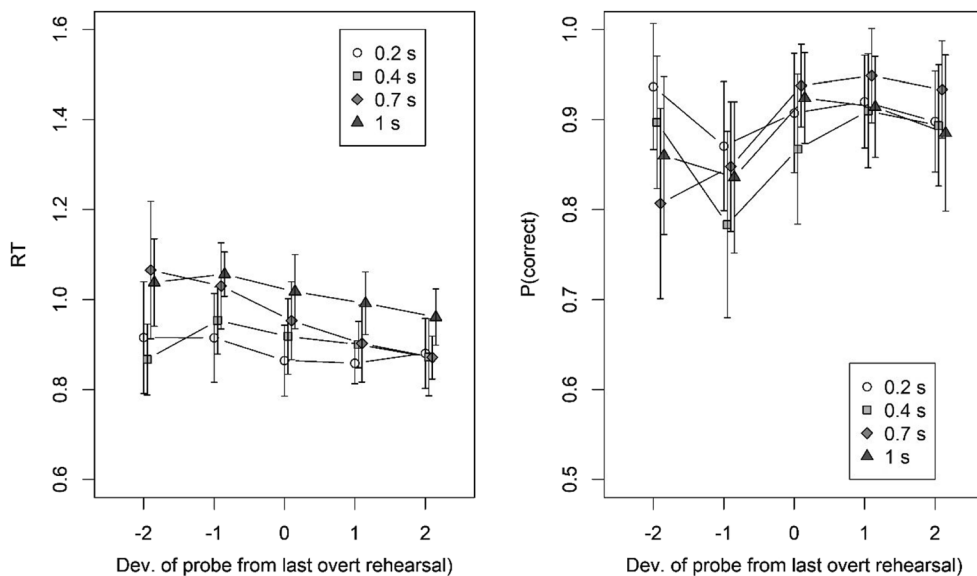 1.6
1.4
1.2
1.0
0.8
0.6
RT
0.2 s
0.4 s
0.7 s
1 s
-2 -1 0 1 2
Dev. of probe from last overt rehearsal)
1.0
0.9
0.8
0.7
0.6
0.5
P(correct)
0.2 s
0.4 s
0.7 s
1 s
-2 -1 0 1 2
Dev. of probe from last overt rehearsal)